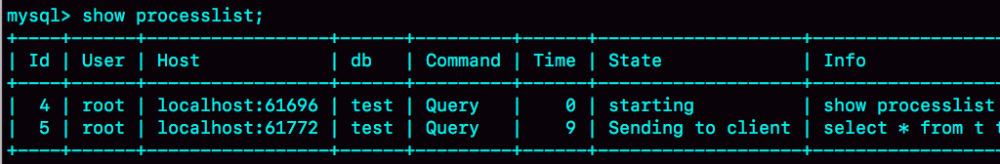 mysql> show processlist;
+----+------+-----------------+------+---------+------+-------------------+----------------
| Id | User | Host            | db   | Command | Time | State             | Info
+----+------+-----------------+------+---------+------+-------------------+----------------
|  4 | root | localhost:61696 | test | Query   |    0 | starting          | show processlist
|  5 | root | localhost:61772 | test | Query   |    9 | Sending to client | select * from t
+----+------+-----------------+------+---------+------+-------------------+----------------